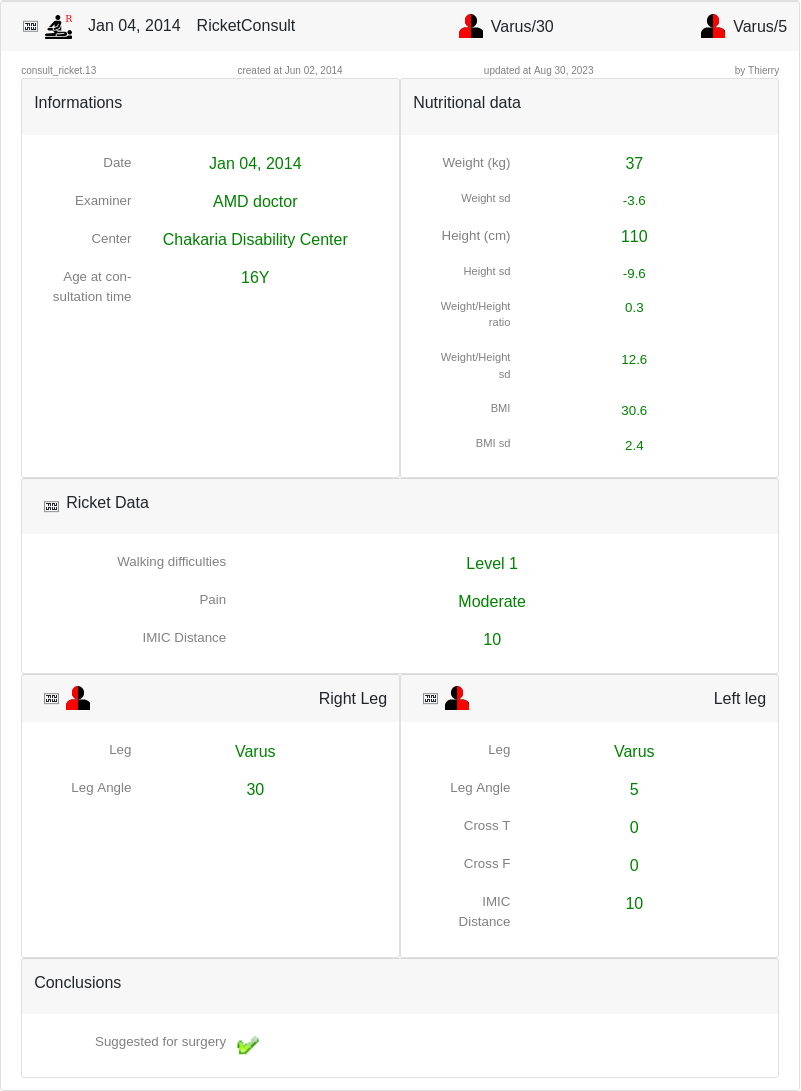 R
Jan 04, 2014 RicketConsult Varus/30 Varus/5
consult_ricket.13 created at Jun 02, 2014 updated at Aug 30, 2023 by Thierry
Informations
Date Jan 04, 2014
Examiner AMD doctor
Center Chakaria Disability Center
Age at con-
sultation time 16Y
Nutritional data
Weight (kg) 37
Weight sd -3.6
Height (cm) 110
Height sd -9.6
Weight/Height 0.3
ratio
Weight/Height 12.6
sd
BMI 30.6
BMI sd 2.4
Ricket Data
Walking difficulties Level 1
Pain Moderate
IMIC Distance 10
Right Leg
Leg Varus
Leg Angle 30
Left leg
Leg Varus
Leg Angle 5
Cross T 0
Cross F 0
IMIC 10
Distance
Conclusions
Suggested for surgery